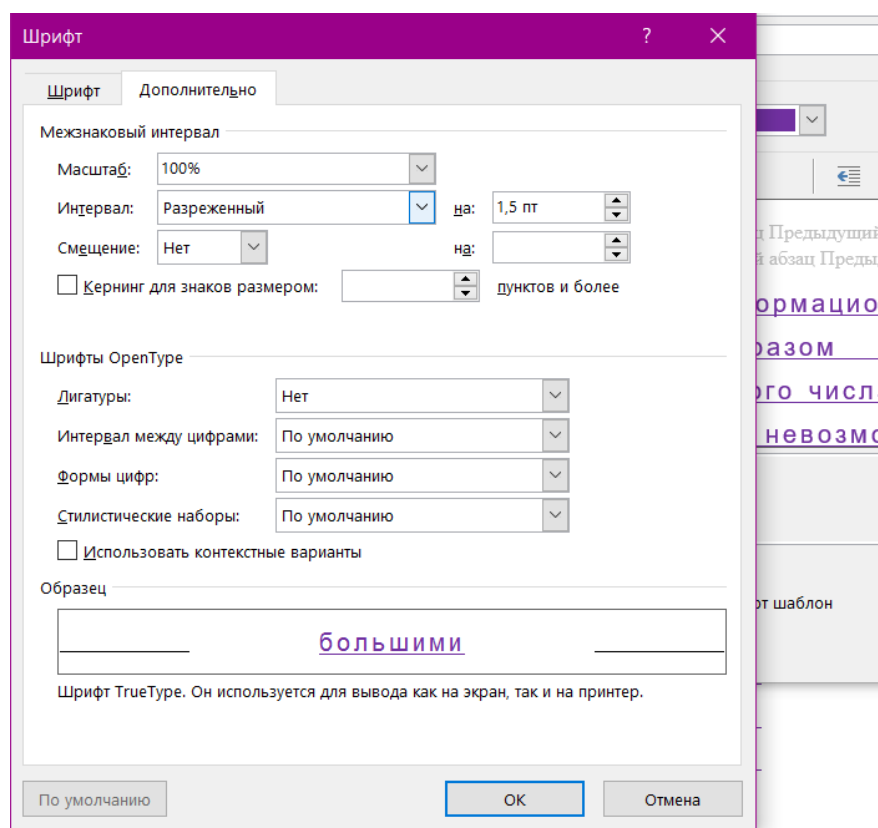 Шрифт ?
Шрифт Дополнительно
Межзнаковый интервал
Масштаб: 100%
Интервал: Разреженный на: 1,5 пт
Смещение: Нет на:
Кернинг для знаков размером: пунктов и более
Шрифты OpenType
Лигатуры: Нет
Интервал между цифрами: По умолчанию
Формы цифр: По умолчанию
Стилистические наборы: По умолчанию
Использовать контекстные варианты
Образец
большими
Шрифт TrueType. Он используется для вывода как на экран, так и на принтер.
По умолчанию ОК Отмена
ц Предыдущий
й абзац Преды
ормацио
разом
ого числ
невозмо
от шаблон